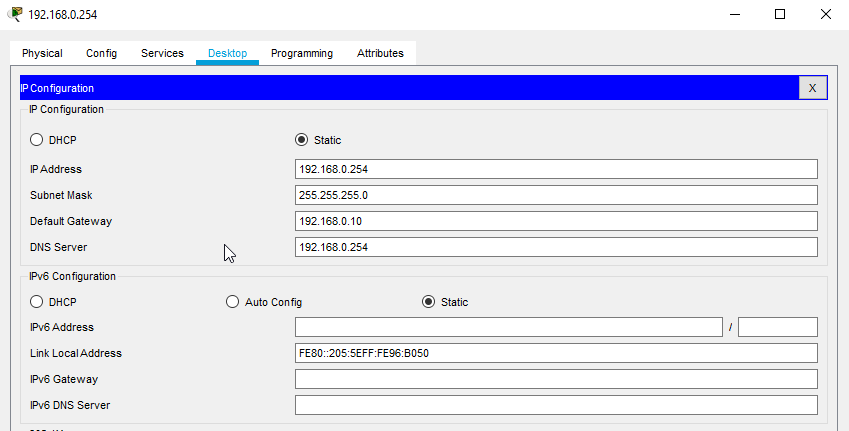 192.168.0.254
Physical Config Services Desktop Programming Attributes
IP Configuration X
IP Configuration
DHCP Static
IP Address 192.168.0.254
Subnet Mask 255.255.255.0
Default Gateway 192.168.0.10
DNS Server 192.168.0.254
IPv6 Configuration
DHCP Auto Config Static
IPv6 Address /
Link Local Address FE80::205:5EFF:FE96:B050
IPv6 Gateway
IPv6 DNS Server